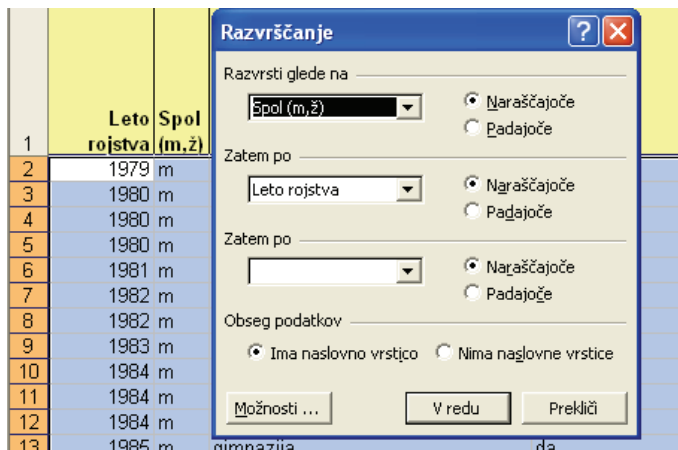 Razvrščanje
Razvrsti glede na
Spol (m,ž)
Naraščajoče
Padajoče
Zatem po
Leto rojstva
Naraščajoče
Padajoče
Zatem po
Naraščajoče
Padajoče
Obseg podatkov
Ima naslovno vrstico Nima naslovne vrstice
Možnosti ... V redu Prekliči
Leto Spol
1 rojstva (m,ž)
2 1979 m
3 1980 m
4 1980 m
5 1980 m
6 1981 m
7 1982 m
8 1982 m
9 1983 m
10 1984 m
11 1984 m
12 1984 m
13 1985 m gimnazija da